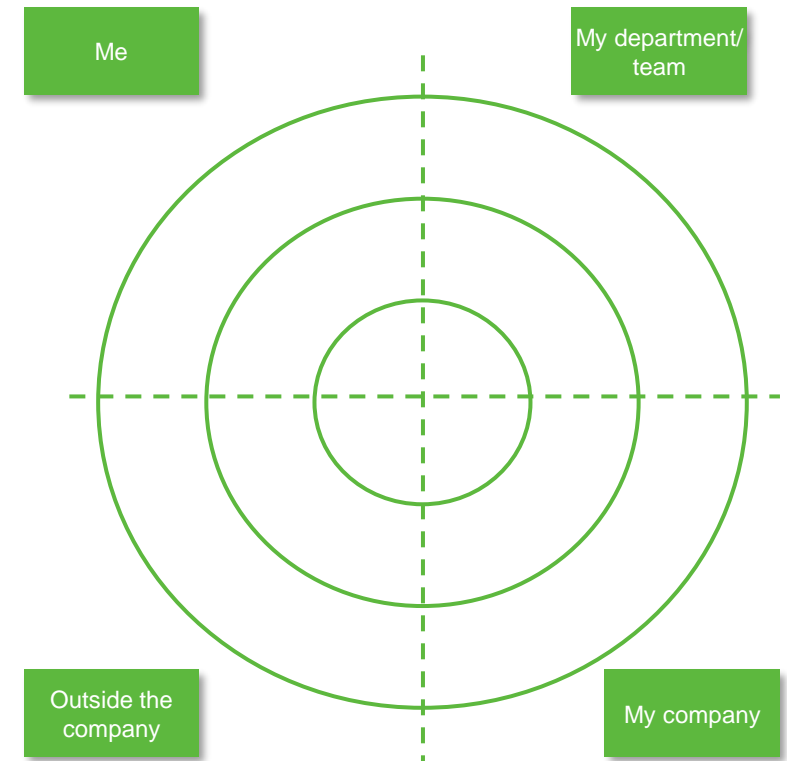 Me
My department/
team
Outside the
company
My company